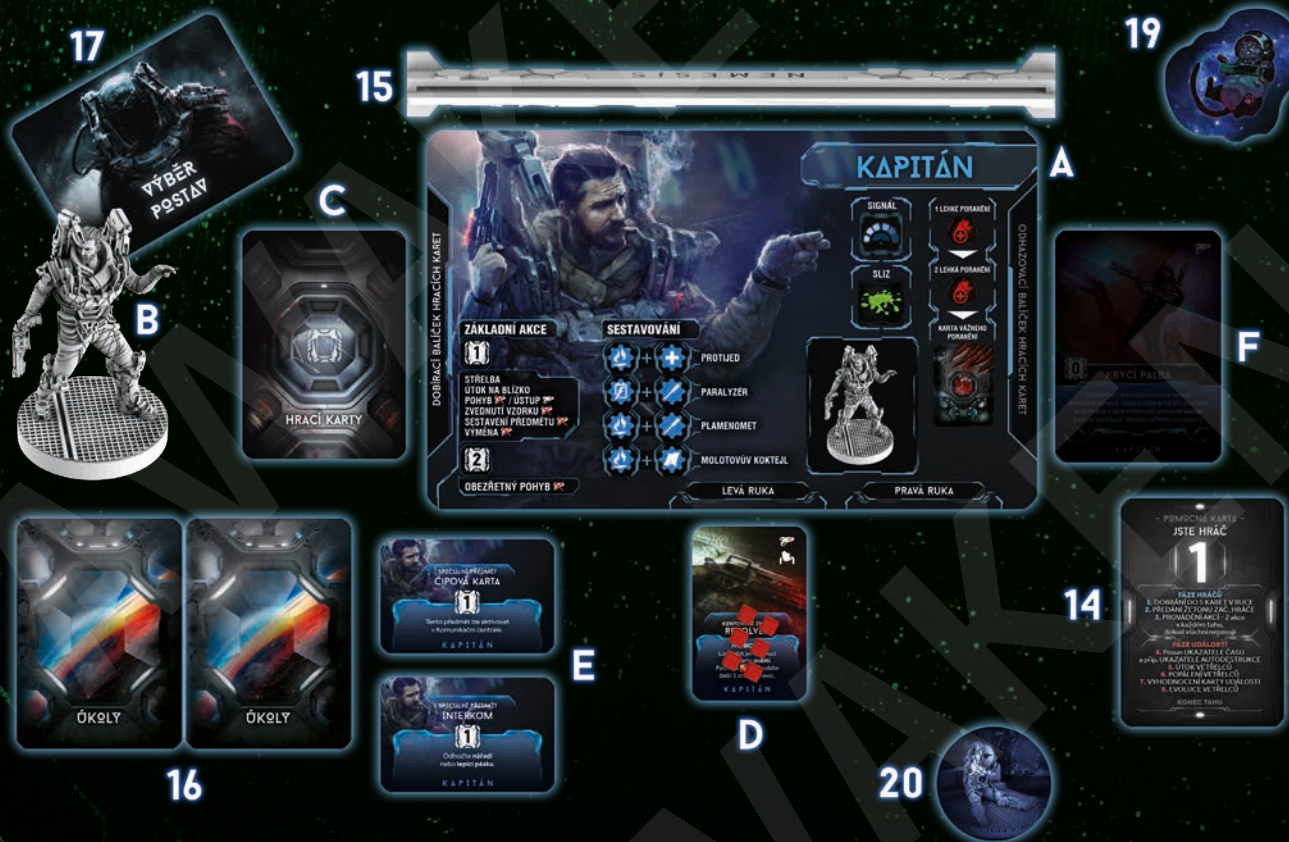 17
VÝBĚR
POSTAV
15
NEMESIS
19
A
B
C
HRACÍ KARTY
DOBÍRACÍ BALÍČEK HRACÍCH KARET
KAPITÁN
SIGNÁL
SLIZ
1 LEHKÉ PORANĚNÍ
2 LEHKÁ PORANĚNÍ
KARTA VÁŽNÉHO
PORANĚNÍ
ODHAZOVACÍ BALÍČEK HRACÍCH KARET
ZÁKLADNÍ AKCE
1
STŘELBA
ÚTOK NA BLÍZKO
POHYB / ÚSTUP
ZVEDNUTÍ VZORKU
SESTAVENÍ PŘEDMĚTU
VÝMĚNA
2
OBEZŘETNÝ POHYB
SESTAVOVÁNÍ
PROTIJED
PARALYZÉR
PLAMENOMET
MOLOTOVŮV KOKTEJL
LEVÁ RUKA
PRAVÁ RUKA
F
0
KRYCÍ PALBA
KAPITÁN
ÚKOLY
ÚKOLY
16
SPECIÁLNÍ PŘEDMĚT
ČIPOVÁ KARTA
1
Tento předmět lze aktivovat
v Komunikační centrále.
KAPITÁN
E
SPECIÁLNÍ PŘEDMĚT
INTERKOM
1
Odhoďte nářadí
nebo lepicí pásku.
KAPITÁN
KAPITÁN
D
14
– POMOCNÁ KARTA –
JSTE HRÁČ
1
FÁZE HRÁČŮ
1. DOBRÁNÍ DO 5 KARET V RUCE
2. PŘEDÁNÍ ŽETONU ZAČ. HRÁČE
3. PROVÁDĚNÍ AKCÍ – 2 akce
v každém tahu,
dokud všichni nepasují
FÁZE UDÁLOSTÍ
4. Posun UKAZATELE ČASU
a příp. UKAZATELE AUTODESTRUKCE
5. ÚTOK VETŘELCŮ
6. POPÁLENÍ VETŘELCŮ
7. VYHODNOCENÍ KARTY UDÁLOSTI
8. EVOLUCE VETŘELCŮ
KONEC TAHU
20